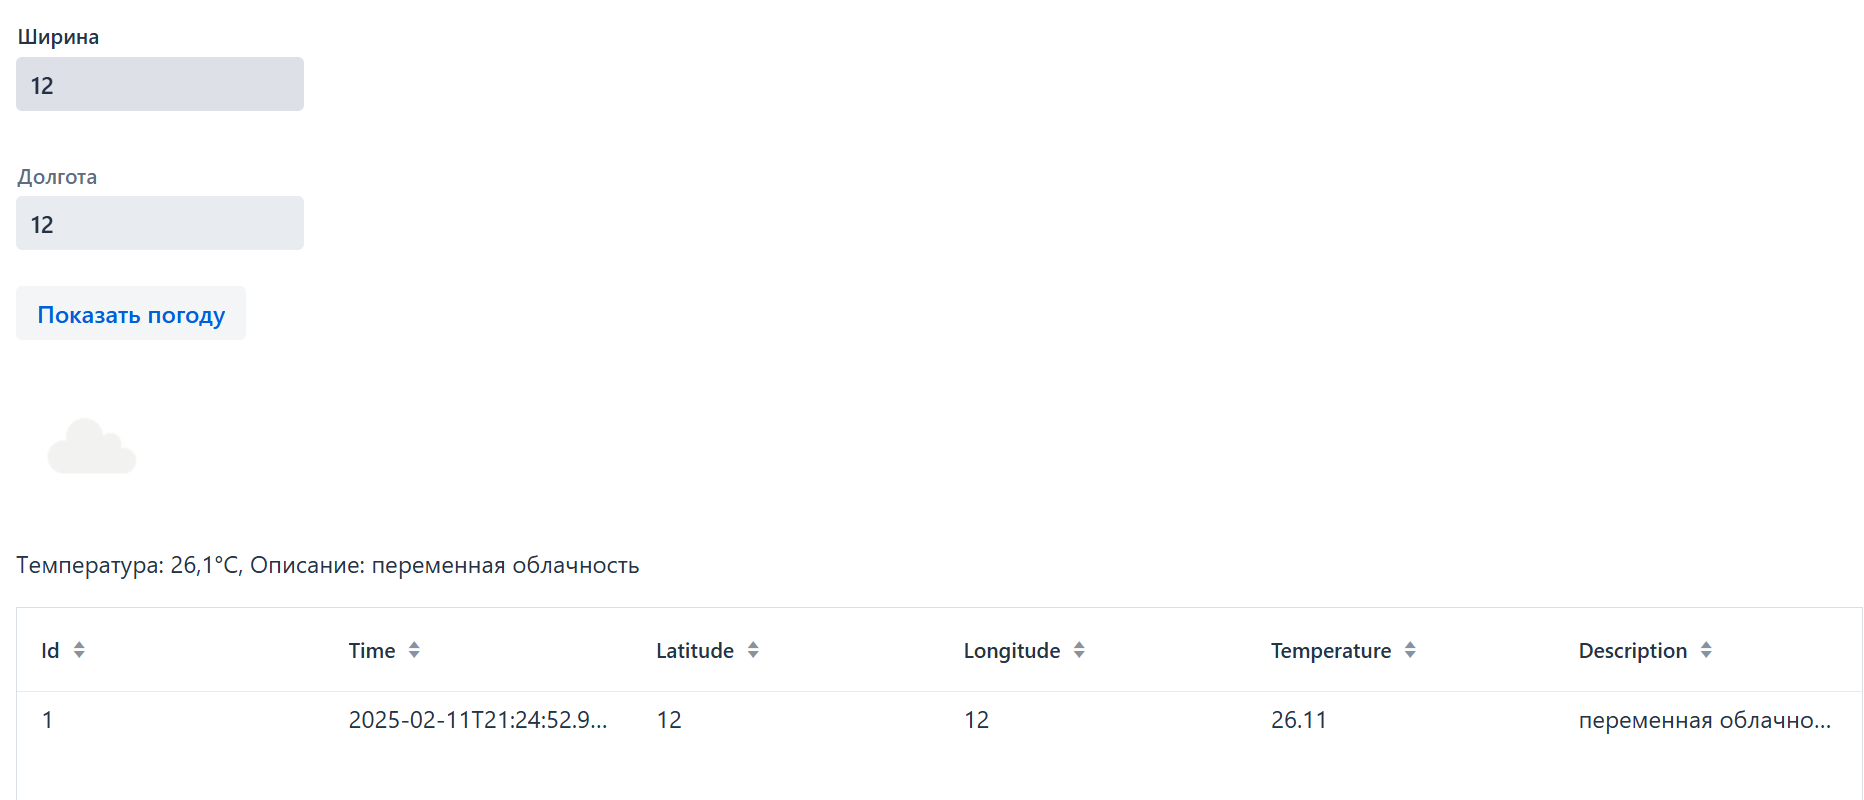 Ширина
12
Долгота
12
Показать погоду
Температура: 26,1°C, Описание: переменная облачность
Id Time Latitude Longitude Temperature Description
1 2025-02-11T21:24:52.9... 12 12 26.11 переменная облачно...